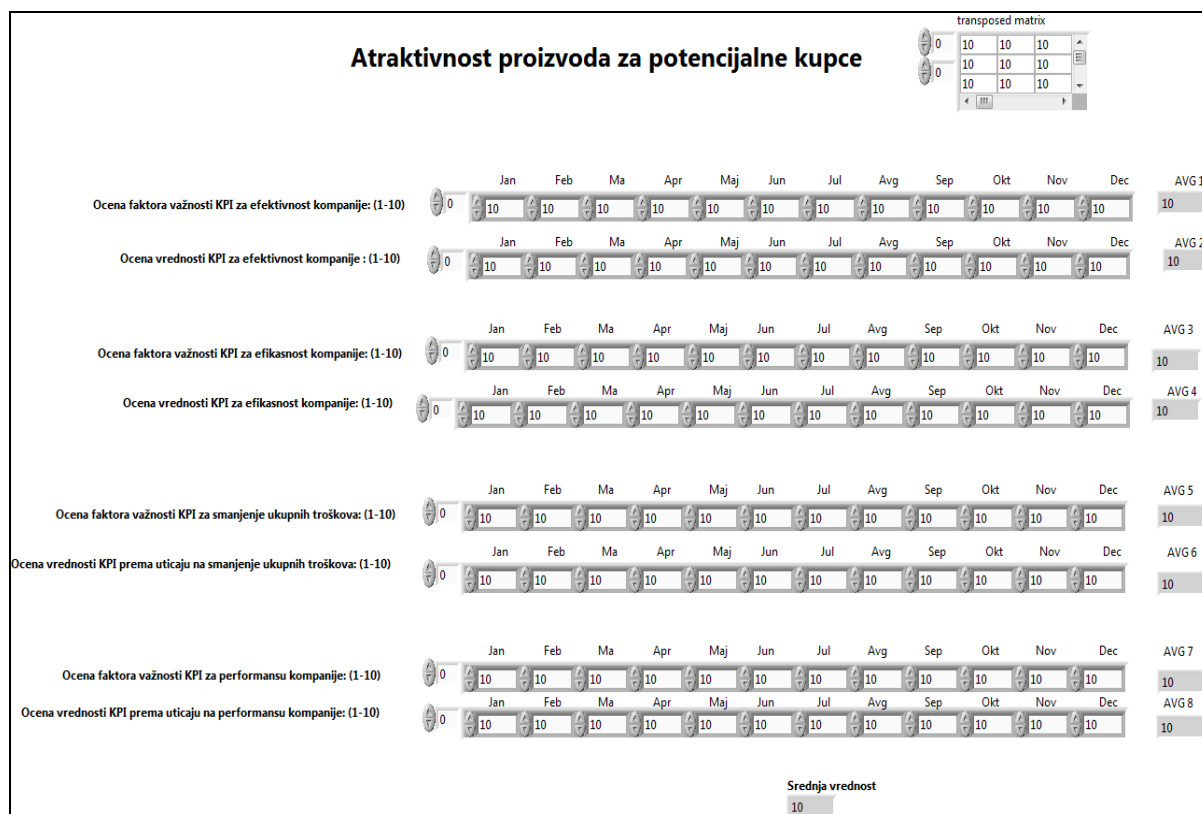 transposed matrix
0 10 10 10
10 10 10
0 10 10 10
Atraktivnost proizvoda za potencijalne kupce
Jan Feb Ma Apr Maj Jun Jul Avg Sep Okt Nov Dec AVG 1
Ocena faktora važnosti KPI za efektivnost kompanije: (1-10) 0 10 10 10 10 10 10 10 10 10 10 10 10 10
Jan Feb Ma Apr Maj Jun Jul Avg Sep Okt Nov Dec AVG 2
Ocena vrednosti KPI za efektivnost kompanije : (1-10) 0 10 10 10 10 10 10 10 10 10 10 10 10 10
Jan Feb Ma Apr Maj Jun Jul Avg Sep Okt Nov Dec AVG 3
Ocena faktora važnosti KPI za efikasnost kompanije: (1-10) 0 10 10 10 10 10 10 10 10 10 10 10 10 10
Jan Feb Ma Apr Maj Jun Jul Avg Sep Okt Nov Dec AVG 4
Ocena vrednosti KPI za efikasnost kompanije: (1-10) 0 10 10 10 10 10 10 10 10 10 10 10 10 10
Jan Feb Ma Apr Maj Jun Jul Avg Sep Okt Nov Dec AVG 5
Ocena faktora važnosti KPI za smanjenje ukupnih troškova: (1-10) 0 10 10 10 10 10 10 10 10 10 10 10 10 10
Jan Feb Ma Apr Maj Jun Jul Avg Sep Okt Nov Dec AVG 6
Ocena vrednosti KPI prema uticaju na smanjenje ukupnih troškova: (1-10) 0 10 10 10 10 10 10 10 10 10 10 10 10 10
Jan Feb Ma Apr Maj Jun Jul Avg Sep Okt Nov Dec AVG 7
Ocena faktora važnosti KPI za performansu kompanije: (1-10) 0 10 10 10 10 10 10 10 10 10 10 10 10 10
Jan Feb Ma Apr Maj Jun Jul Avg Sep Okt Nov Dec AVG 8
Ocena vrednosti KPI prema uticaju na performansu kompanije: (1-10) 0 10 10 10 10 10 10 10 10 10 10 10 10 10
Srednja vrednost
10